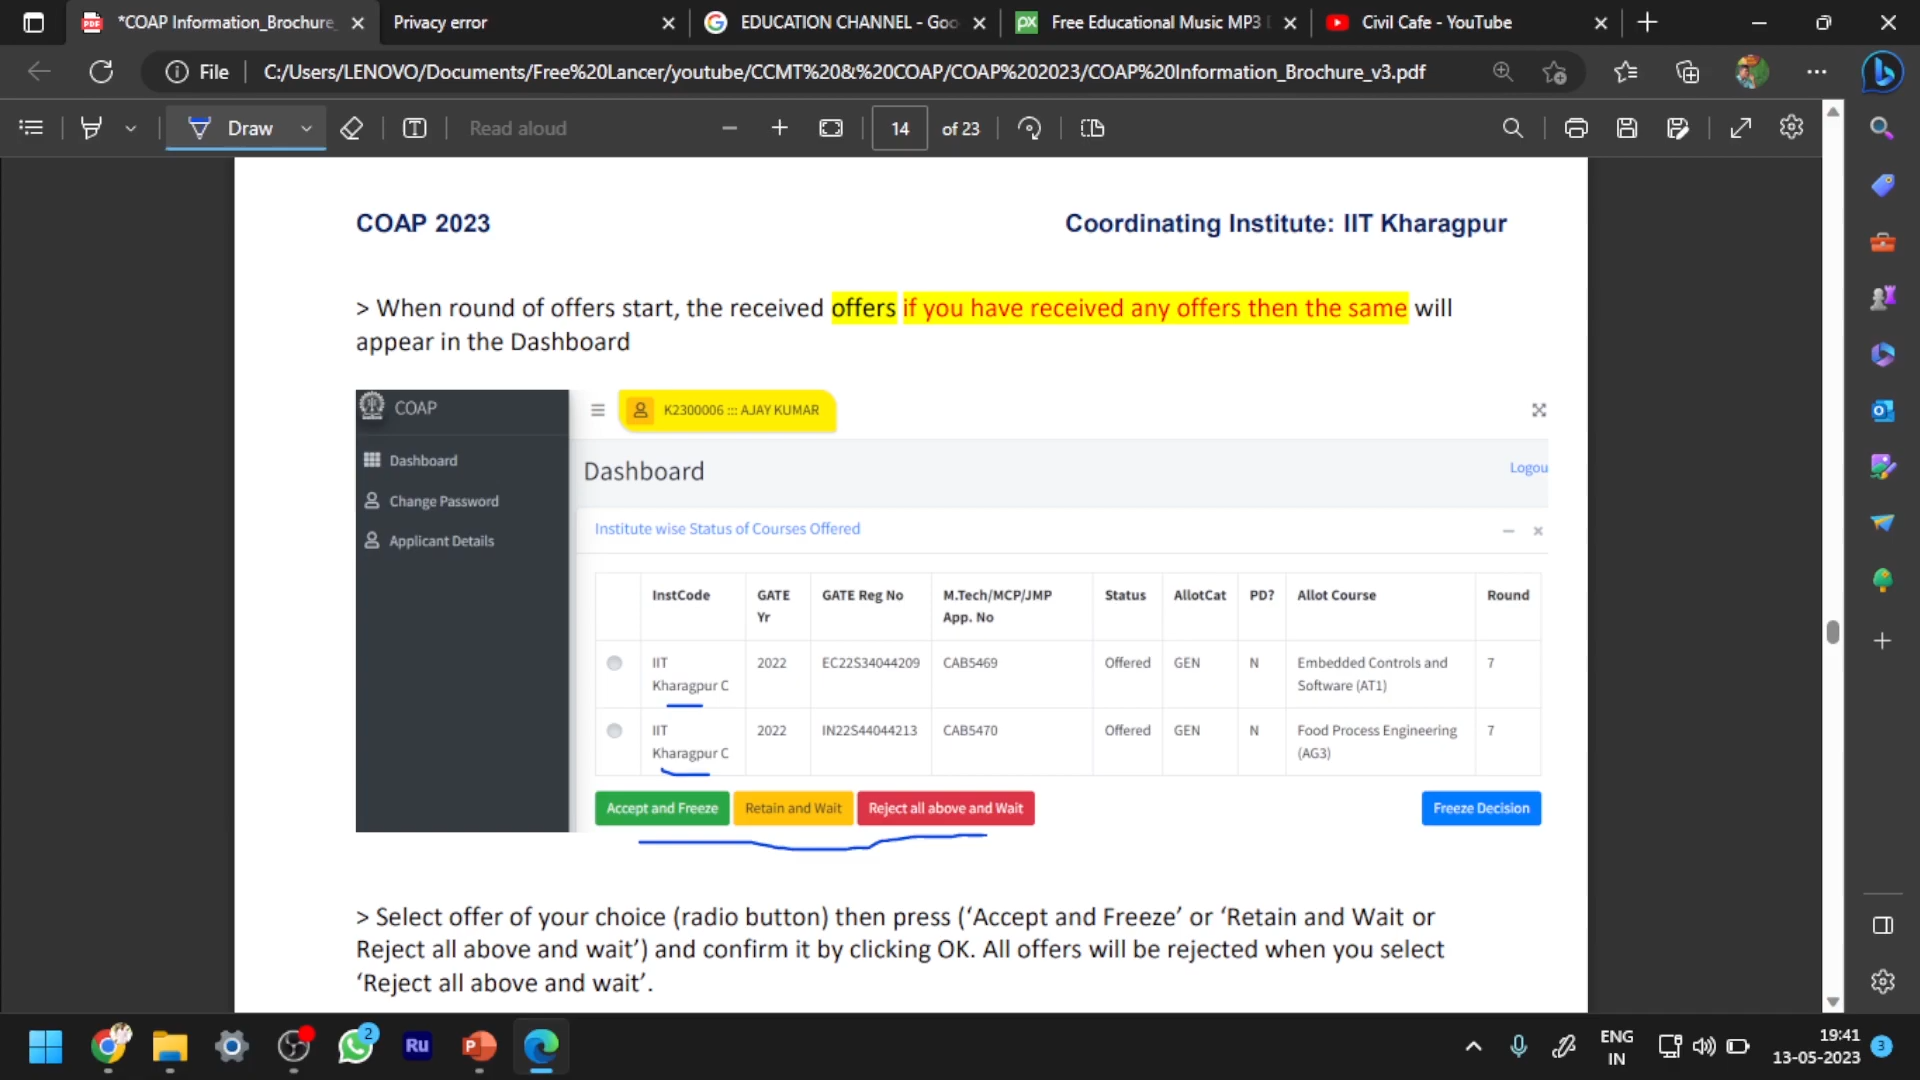 *COAP Information_Brochure_
Privacy error
EDUCATION CHANNEL - Goo
Free Educational Music MP3 D
Civil Cafe - YouTube
File
C:/Users/LENOVO/Documents/Free%20Lancer/youtube/CCMT%20&%20COAP/COAP%202023/COAP%20Information_Brochure_v3.pdf
Draw
Read aloud
14 of 23
COAP 2023
Coordinating Institute: IIT Kharagpur
> When round of offers start, the received offers if you have received any offers then the same will
appear in the Dashboard
COAP
K2300006 ::: AJAY KUMAR
Dashboard
Change Password
Applicant Details
Dashboard
Logou
Institute wise Status of Courses Offered
InstCode GATE Yr GATE Reg No M.Tech/MCP/JMP App. No Status AllotCat PD? Allot Course Round
IIT Kharagpur C 2022 EC22S34044209 CAB5469 Offered GEN N Embedded Controls and Software (AT1) 7
IIT Kharagpur C 2022 IN22S44044213 CAB5470 Offered GEN N Food Process Engineering (AG3) 7
Accept and Freeze Retain and Wait Reject all above and Wait Freeze Decision
> Select offer of your choice (radio button) then press (‘Accept and Freeze’ or ‘Retain and Wait or
Reject all above and wait’) and confirm it by clicking OK. All offers will be rejected when you select
‘Reject all above and wait’.
PDF
px
2
Ru
P
ENG
IN
19:41
13-05-2023
3